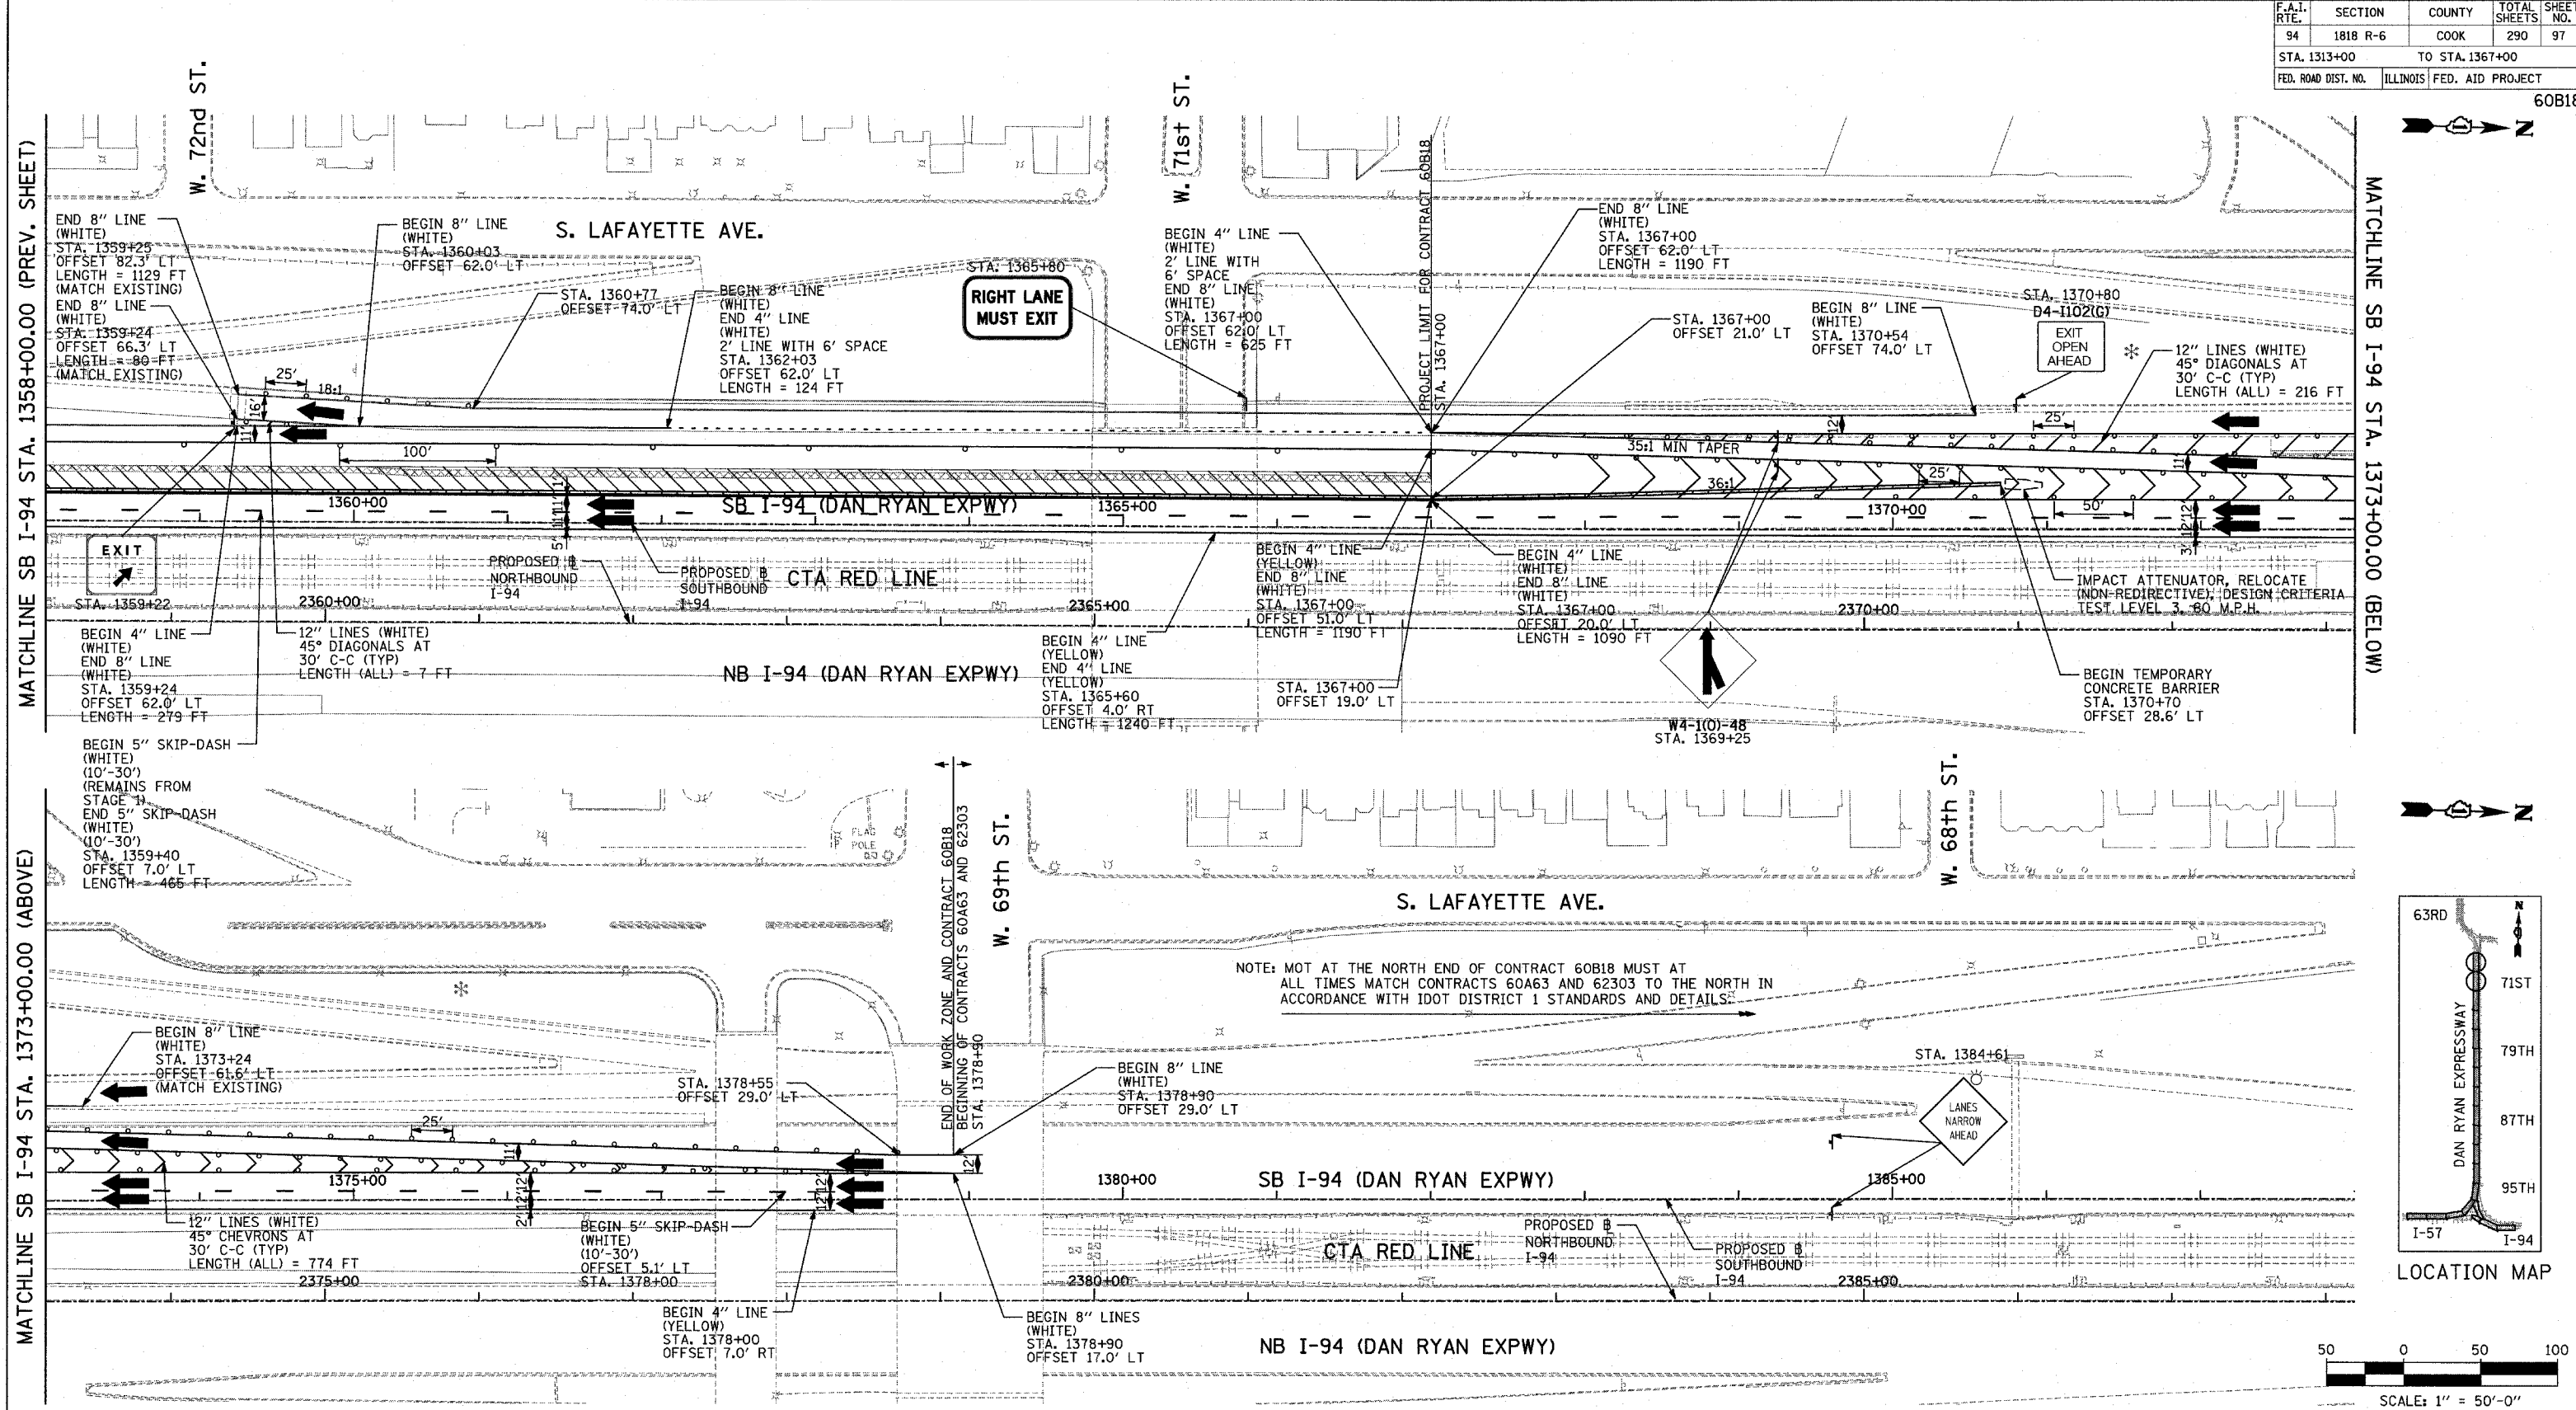 F.A.I. RTE. SECTION COUNTY TOTAL SHEETS SHEET NO.
94 1818 R-6 COOK 290 97
STA. 1313+00 TO STA. 1367+00
FED. ROAD DIST. NO. ILLINOIS FED. AID PROJECT
60B18
N
MATCHLINE SB I-94 STA. 1358+00.00 (PREV. SHEET)
W. 72nd ST.
W. 71st ST.
S. LAFAYETTE AVE.
END 8" LINE
(WHITE)
STA. 1359+25
OFFSET 82.3' LT
LENGTH = 1129 FT
(MATCH EXISTING)
END 8" LINE
(WHITE)
STA. 1359+24
OFFSET 66.3' LT
LENGTH = 80 FT
(MATCH EXISTING)
BEGIN 8" LINE
(WHITE)
STA. 1360+03
OFFSET 62.0' LT
STA. 1360+77
OFFSET 74.0' LT
BEGIN 8" LINE
(WHITE)
END 4" LINE
(WHITE)
2' LINE WITH 6' SPACE
STA. 1362+03
OFFSET 62.0' LT
LENGTH = 124 FT
STA. 1365+80
RIGHT LANE
MUST EXIT
BEGIN 4" LINE
(WHITE)
2' LINE WITH
6' SPACE
END 8" LINE
(WHITE)
STA. 1367+00
OFFSET 62.0' LT
LENGTH = 625 FT
PROJECT LIMIT FOR CONTRACT 60B18
STA. 1367+00
END 8" LINE
(WHITE)
STA. 1367+00
OFFSET 62.0' LT
LENGTH = 1190 FT
STA. 1367+00
OFFSET 21.0' LT
BEGIN 8" LINE
(WHITE)
STA. 1370+54
OFFSET 74.0' LT
STA. 1370+80
D4-I102(G)
EXIT
OPEN
AHEAD
12" LINES (WHITE)
45° DIAGONALS AT
30' C-C (TYP)
LENGTH (ALL) = 216 FT
MATCHLINE SB I-94 STA. 1373+00.00 (BELOW)
25'
18:1
16'
11'
100'
12'
35:1 MIN TAPER
36:1
25'
25'
50'
11'
12'
12'
3'
1'
11'
11'
5'
1360+00
SB I-94 (DAN RYAN EXPWY)
1365+00
1370+00
EXIT
STA. 1359+22
PROPOSED B
NORTHBOUND
I-94
PROPOSED B
SOUTHBOUND
I-94
CTA RED LINE
2360+00
2365+00
2370+00
BEGIN 4" LINE
(WHITE)
END 8" LINE
(WHITE)
STA. 1359+24
OFFSET 62.0' LT
LENGTH = 279 FT
12" LINES (WHITE)
45° DIAGONALS AT
30' C-C (TYP)
LENGTH (ALL) = 7 FT
NB I-94 (DAN RYAN EXPWY)
BEGIN 4" LINE
(YELLOW)
END 4" LINE
(YELLOW)
STA. 1365+60
OFFSET 4.0' RT
LENGTH = 1240 FT
BEGIN 4" LINE
(YELLOW)
END 8" LINE
(WHITE)
STA. 1367+00
OFFSET 51.0' LT
LENGTH = 1190 FT
STA. 1367+00
OFFSET 19.0' LT
BEGIN 4" LINE
(WHITE)
END 8" LINE
(WHITE)
STA. 1367+00
OFFSET 20.0' LT
LENGTH = 1090 FT
W4-1(O)-48
STA. 1369+25
IMPACT ATTENUATOR, RELOCATE
(NON-REDIRECTIVE), DESIGN CRITERIA
TEST LEVEL 3, 60 M.P.H.
BEGIN TEMPORARY
CONCRETE BARRIER
STA. 1370+70
OFFSET 28.6' LT
BEGIN 5" SKIP-DASH
(WHITE)
(10'-30')
(REMAINS FROM
STAGE 1)
END 5" SKIP-DASH
(WHITE)
(10'-30')
STA. 1359+40
OFFSET 7.0' LT
LENGTH = 465 FT
MATCHLINE SB I-94 STA. 1373+00.00 (ABOVE)
FLAG
POLE
END OF WORK ZONE AND CONTRACT 60B18
BEGINNING OF CONTRACTS 60A63 AND 62303
STA. 1378+90
W. 69th ST.
W. 68th ST.
S. LAFAYETTE AVE.
N
NOTE: MOT AT THE NORTH END OF CONTRACT 60B18 MUST AT
ALL TIMES MATCH CONTRACTS 60A63 AND 62303 TO THE NORTH IN
ACCORDANCE WITH IDOT DISTRICT 1 STANDARDS AND DETAILS.
BEGIN 8" LINE
(WHITE)
STA. 1373+24
OFFSET 61.6' LT
(MATCH EXISTING)
STA. 1378+55
OFFSET 29.0' LT
BEGIN 8" LINE
(WHITE)
STA. 1378+90
OFFSET 29.0' LT
STA. 1384+61
LANES
NARROW
AHEAD
25'
11'
12'
12'
2'
12'
12'
12'
1375+00
1380+00
SB I-94 (DAN RYAN EXPWY)
1385+00
12" LINES (WHITE)
45° CHEVRONS AT
30' C-C (TYP)
LENGTH (ALL) = 774 FT
2375+00
BEGIN 5" SKIP-DASH
(WHITE)
(10'-30')
OFFSET 5.1' LT
STA. 1378+00
BEGIN 4" LINE
(YELLOW)
STA. 1378+00
OFFSET 7.0' RT
BEGIN 8" LINES
(WHITE)
STA. 1378+90
OFFSET 17.0' LT
2380+00
CTA RED LINE
PROPOSED B
NORTHBOUND
I-94
PROPOSED B
SOUTHBOUND
I-94
2385+00
NB I-94 (DAN RYAN EXPWY)
63RD
N
71ST
79TH
DAN RYAN EXPRESSWAY
87TH
95TH
I-57
I-94
LOCATION MAP
50 0 50 100
SCALE: 1" = 50'-0"